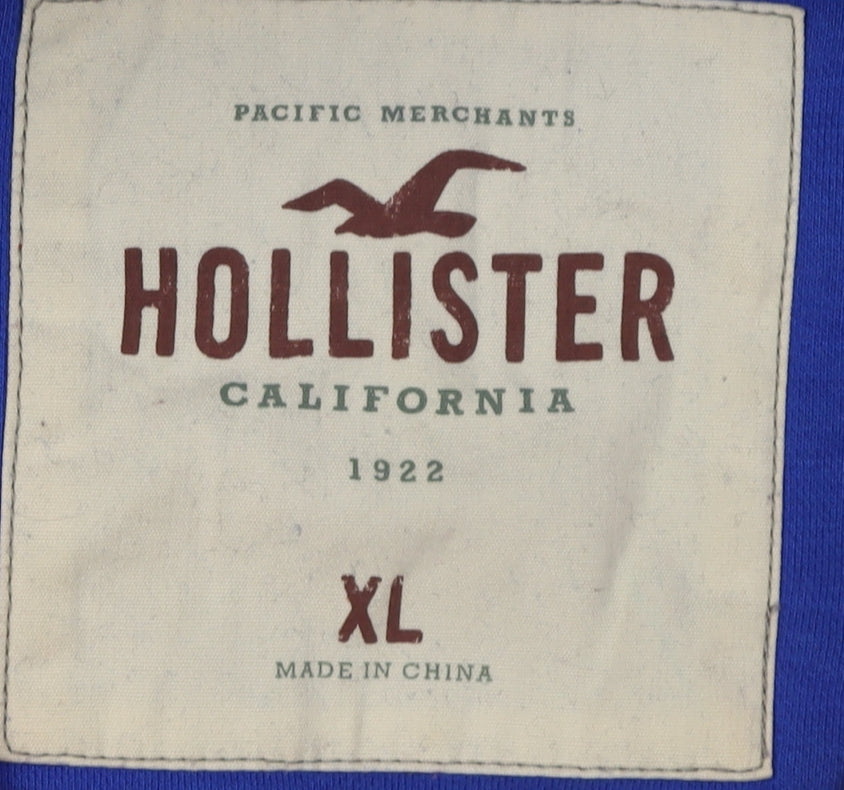 PACIFIC MERCHANTS
HOLLISTER
CALIFORNIA
1922
XL
MADE IN CHINA